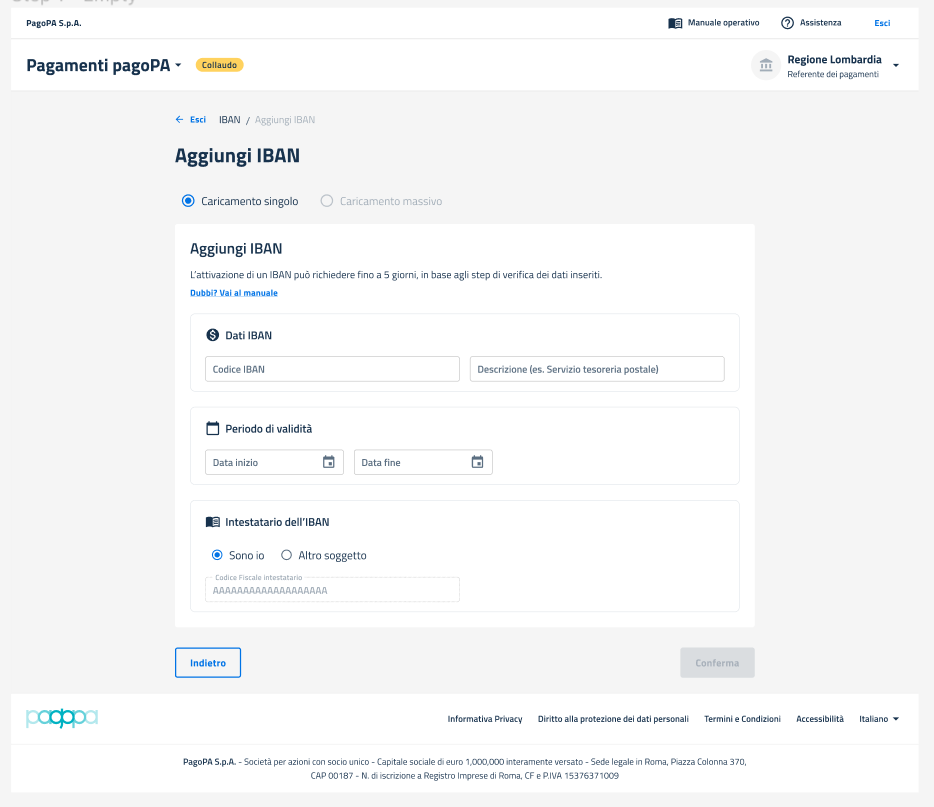 Step 1 - Empty
PagoPA S.p.A.
Manuale operativo
Assistenza
Esci
Pagamenti pagoPA
Collaudo
Regione Lombardia
Referente dei pagamenti
Esci
IBAN / Aggiungi IBAN
Aggiungi IBAN
Caricamento singolo
Caricamento massivo
Aggiungi IBAN
L'attivazione di un IBAN può richiedere fino a 5 giorni, in base agli step di verifica dei dati inseriti.
Dubbi? Vai al manuale
Dati IBAN
Codice IBAN
Descrizione (es. Servizio tesoreria postale)
Periodo di validità
Data inizio
Data fine
Intestatario dell'IBAN
Sono io
Altro soggetto
Codice Fiscale intestatario
AAAAAAAAAAAAAAAAAAA
Indietro
Conferma
pagopa
Informativa Privacy
Diritto alla protezione dei dati personali
Termini e Condizioni
Accessibilità
Italiano
PagoPA S.p.A. - Società per azioni con socio unico - Capitale sociale di euro 1,000,000 interamente versato - Sede legale in Roma, Piazza Colonna 370,
CAP 00187 - N. di iscrizione a Registro Imprese di Roma, CF e P.IVA 15376371009